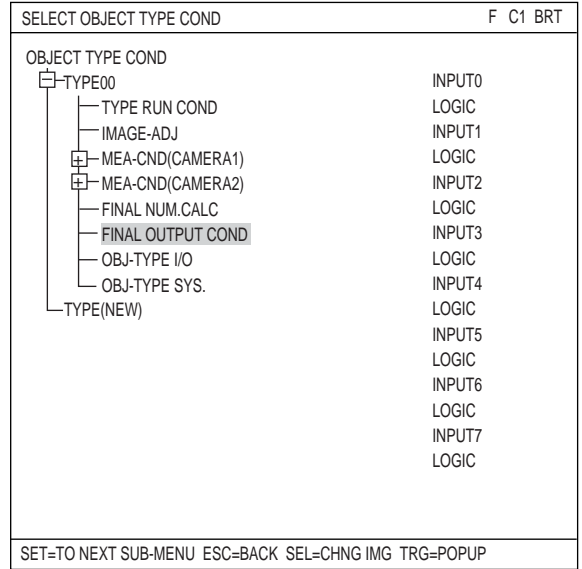 SELECT OBJECT TYPE COND F C1 BRT
OBJECT TYPE COND
TYPE00 INPUT0
TYPE RUN COND LOGIC
IMAGE-ADJ INPUT1
MEA-CND(CAMERA1) LOGIC
MEA-CND(CAMERA2) INPUT2
FINAL NUM.CALC LOGIC
FINAL OUTPUT COND INPUT3
OBJ-TYPE I/O LOGIC
OBJ-TYPE SYS. INPUT4
TYPE(NEW) LOGIC
INPUT5
LOGIC
INPUT6
LOGIC
INPUT7
LOGIC
SET=TO NEXT SUB-MENU ESC=BACK SEL=CHNG IMG TRG=POPUP